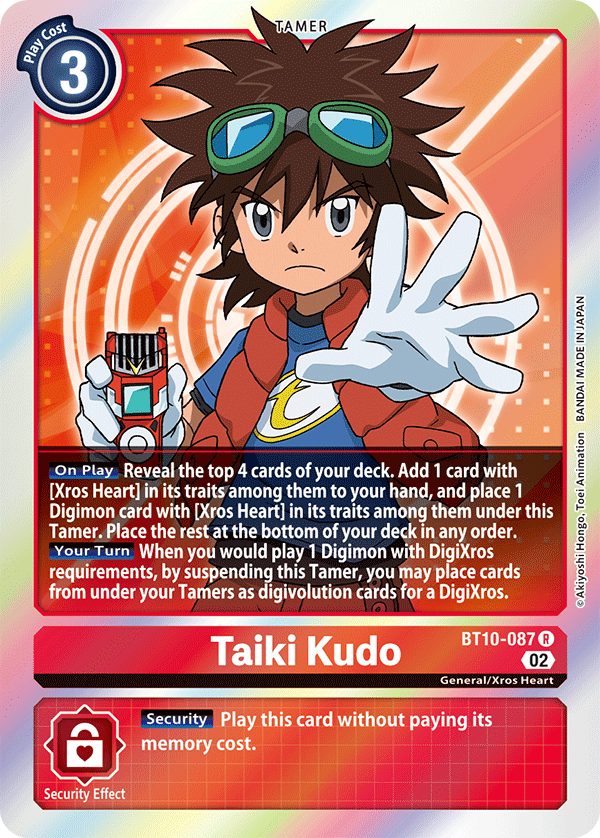 TAMER
Play Cost
3
On Play Reveal the top 4 cards of your deck. Add 1 card with
[Xros Heart] in its traits among them to your hand, and place 1
Digimon card with [Xros Heart] in its traits among them under this
Tamer. Place the rest at the bottom of your deck in any order.
Your Turn When you would play 1 Digimon with DigiXros
requirements, by suspending this Tamer, you may place cards
from under your Tamers as digivolution cards for a DigiXros.
©Akiyoshi Hongo, Toei Animation BANDAI MADE IN JAPAN
Taiki Kudo
BT10-087 R
02
General/Xros Heart
Security Play this card without paying its
memory cost.
Security Effect